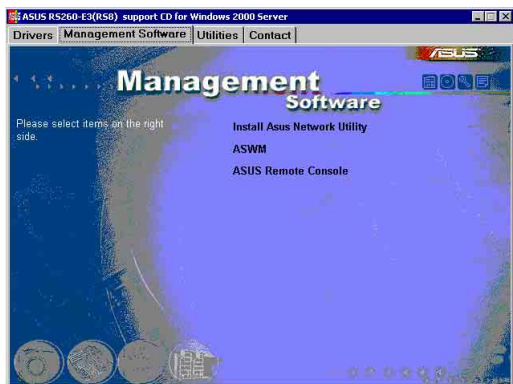 ASUS RS260-E3(RS8) support CD for Windows 2000 Server
Drivers Management Software Utilities Contact
ASUS
Management
Software
Please select items on the right
side.
Install Asus Network Utility
ASWM
ASUS Remote Console